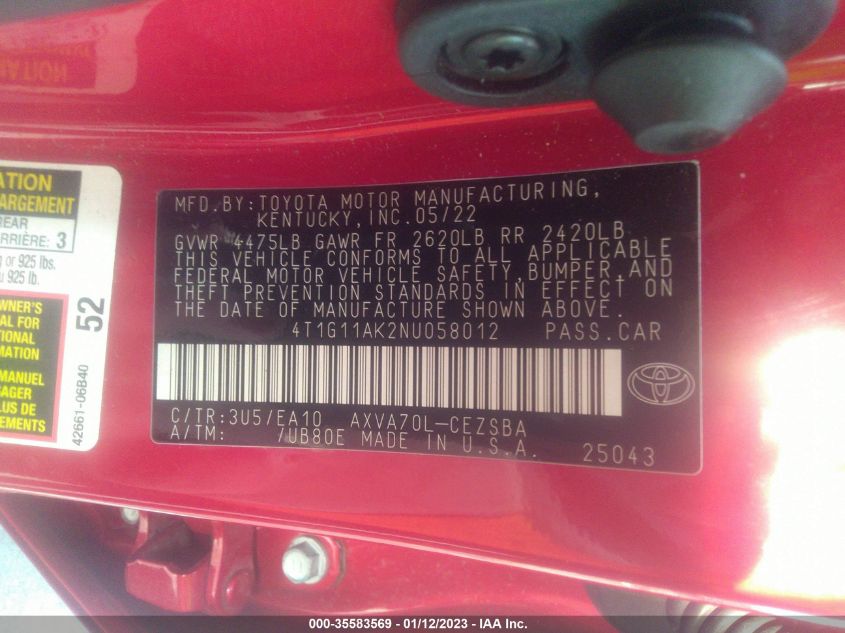 ATION
ARGEMENT
REAR
ARRIÈRE: 3
g or 925 lbs.
u 925 lb.
OWNER'S
AL FOR
TIONAL
RMATION
MANUEL
SAGER
LUS DE
EMENTS
52
42661-06B40
MFD.BY:TOYOTA MOTOR MANUFACTURING,
KENTUCKY,INC.05/22
GVWR 4475LB GAWR FR 2620LB RR 2420LB
THIS VEHICLE CONFORMS TO ALL APPLICABLE
FEDERAL MOTOR VEHICLE SAFETY,BUMPER,AND
THEFT PREVENTION STANDARDS IN EFFECT ON
THE DATE OF MANUFACTURE SHOWN ABOVE.
4T1G11AK2NU058012 PASS.CAR
C/TR:3U5/EA10 AXVA70L-CEZSBA
A/TM: /UB80E MADE IN U.S.A. 25043
000-35583569 - 01/12/2023 - IAA Inc.